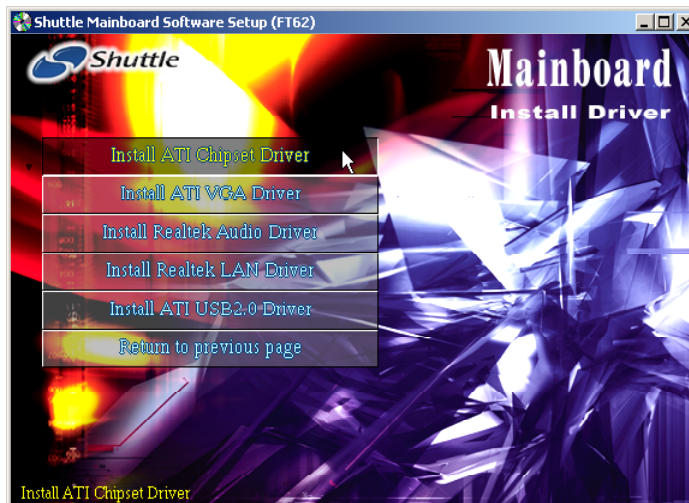 Shuttle Mainboard Software Setup (FT62)
Shuttle
Mainboard
Install Driver
Install ATI Chipset Driver
Install ATI VGA Driver
Install Realtek Audio Driver
Install Realtek LAN Driver
Install ATI USB2.0 Driver
Return to previous page
Install ATI Chipset Driver